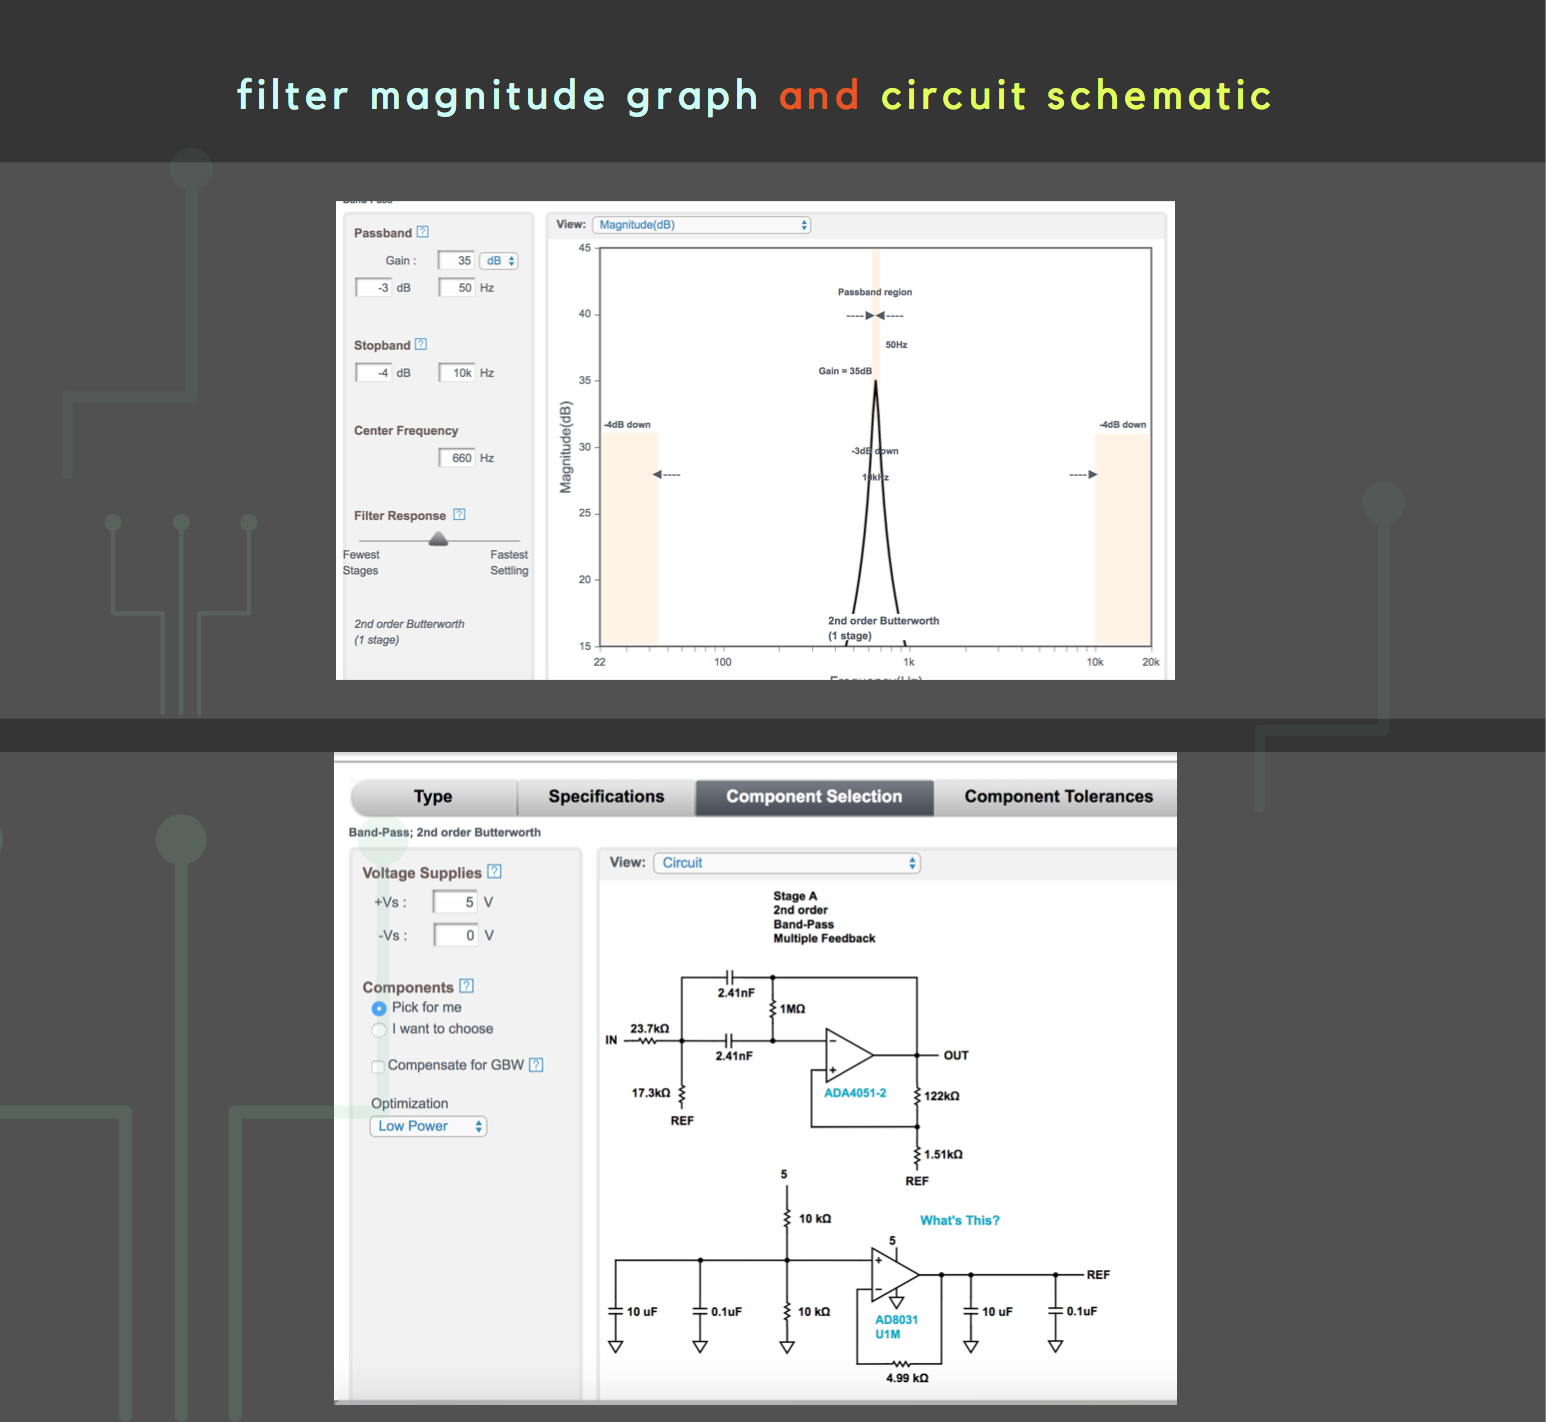 filter magnitude graph and circuit schematic
Band-Pass
Passband ?
Gain : 35 dB
-3 dB 50 Hz
Stopband ?
-4 dB 10k Hz
Center Frequency
660 Hz
Filter Response ?
Fewest Stages
Fastest Settling
2nd order Butterworth
(1 stage)
View: Magnitude(dB)
Magnitude(dB)
45
40
35
30
25
20
15
Passband region
50Hz
Gain = 35dB
-4dB down
-4dB down
-3dB down
10kHz
2nd order Butterworth
(1 stage)
22 100 1k 10k 20k
Frequency(Hz)
Type Specifications Component Selection Component Tolerances
Band-Pass; 2nd order Butterworth
Voltage Supplies ?
+Vs : 5 V
-Vs : 0 V
Components ?
Pick for me
I want to choose
Compensate for GBW ?
Optimization
Low Power
View: Circuit
Stage A
2nd order
Band-Pass
Multiple Feedback
2.41nF
1MΩ
23.7kΩ
IN
2.41nF
−
+
OUT
17.3kΩ
ADA4051-2
122kΩ
REF
1.51kΩ
REF
5
10 kΩ
What's This?
5
+
−
REF
10 uF
0.1uF
10 kΩ
10 uF
0.1uF
AD8031
U1M
4.99 kΩ